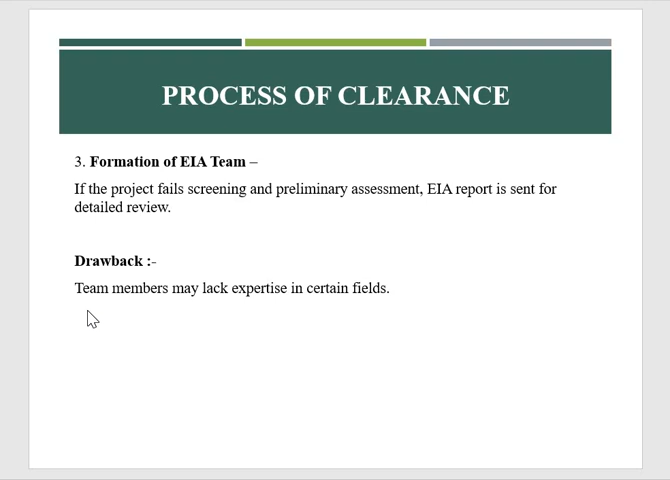 PROCESS OF CLEARANCE
3. Formation of EIA Team –
If the project fails screening and preliminary assessment, EIA report is sent for
detailed review.
Drawback :-
Team members may lack expertise in certain fields.